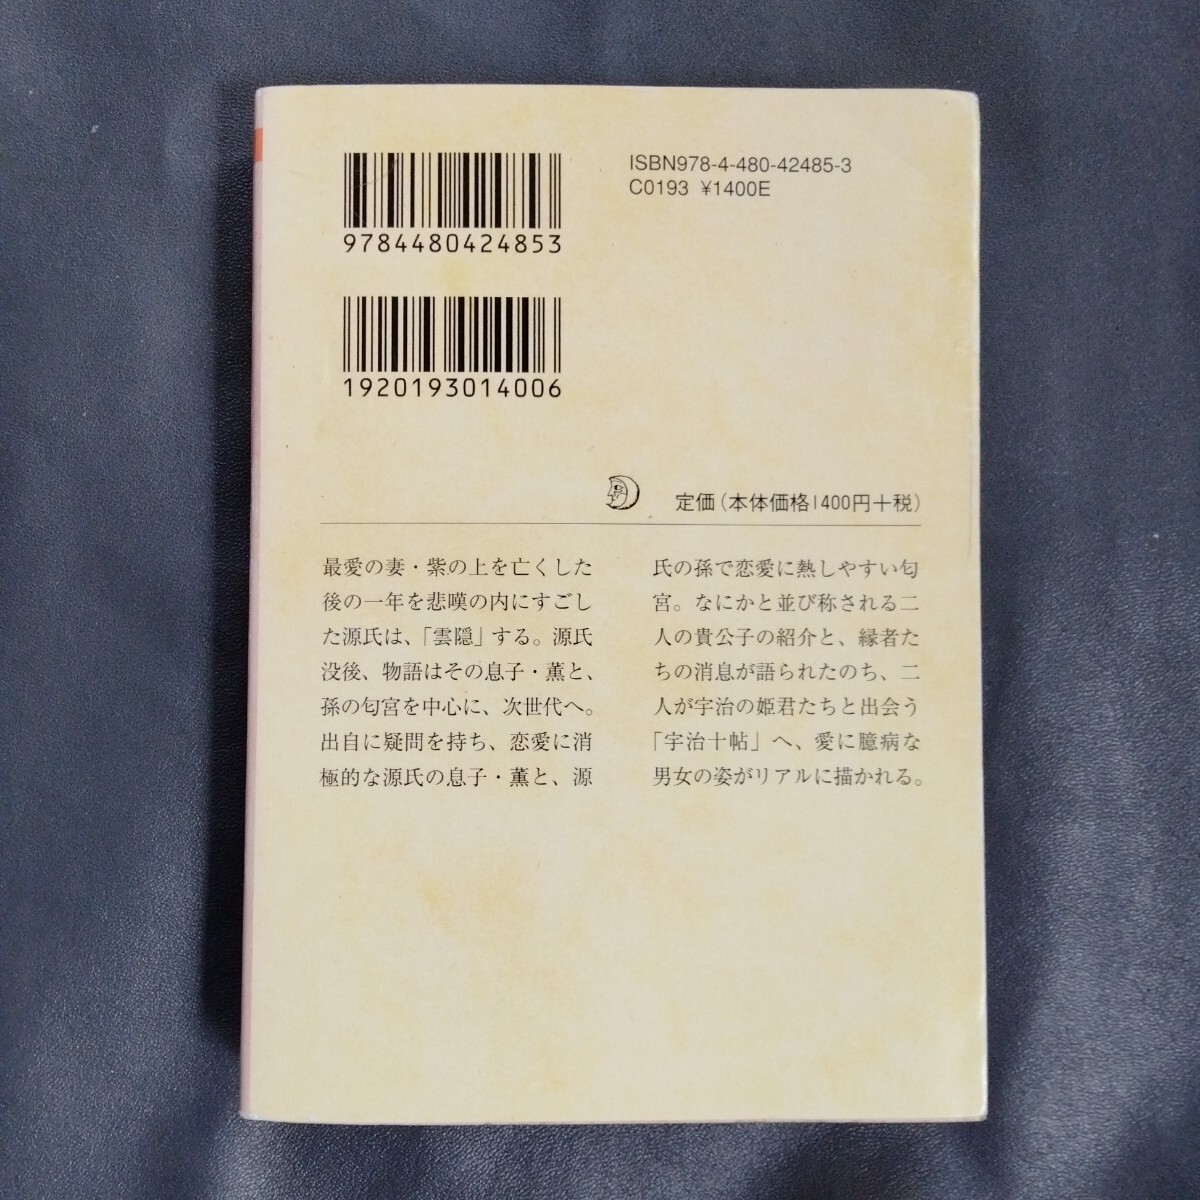 9784480424853
ISBN978-4-480-42485-3
C0193 ¥1400E
1920193014006
定価(本体価格1400円+税)
最愛の妻・紫の上を亡くした
後の一年を悲嘆の内にすごし
た源氏は、「雲隠」する。源氏
没後、物語はその息子・薫と、
孫の匂宮を中心に、次世代へ。
出自に疑問を持ち、恋愛に消
極的な源氏の息子・薫と、源
氏の孫で恋愛に熱しやすい匂
宮。なにかと並び称される二
人の貴公子の紹介と、縁者た
ちの消息が語られたのち、二
人が宇治の姫君たちと出会う
「宇治十帖」へ、愛に臆病な
男女の姿がリアルに描かれる。